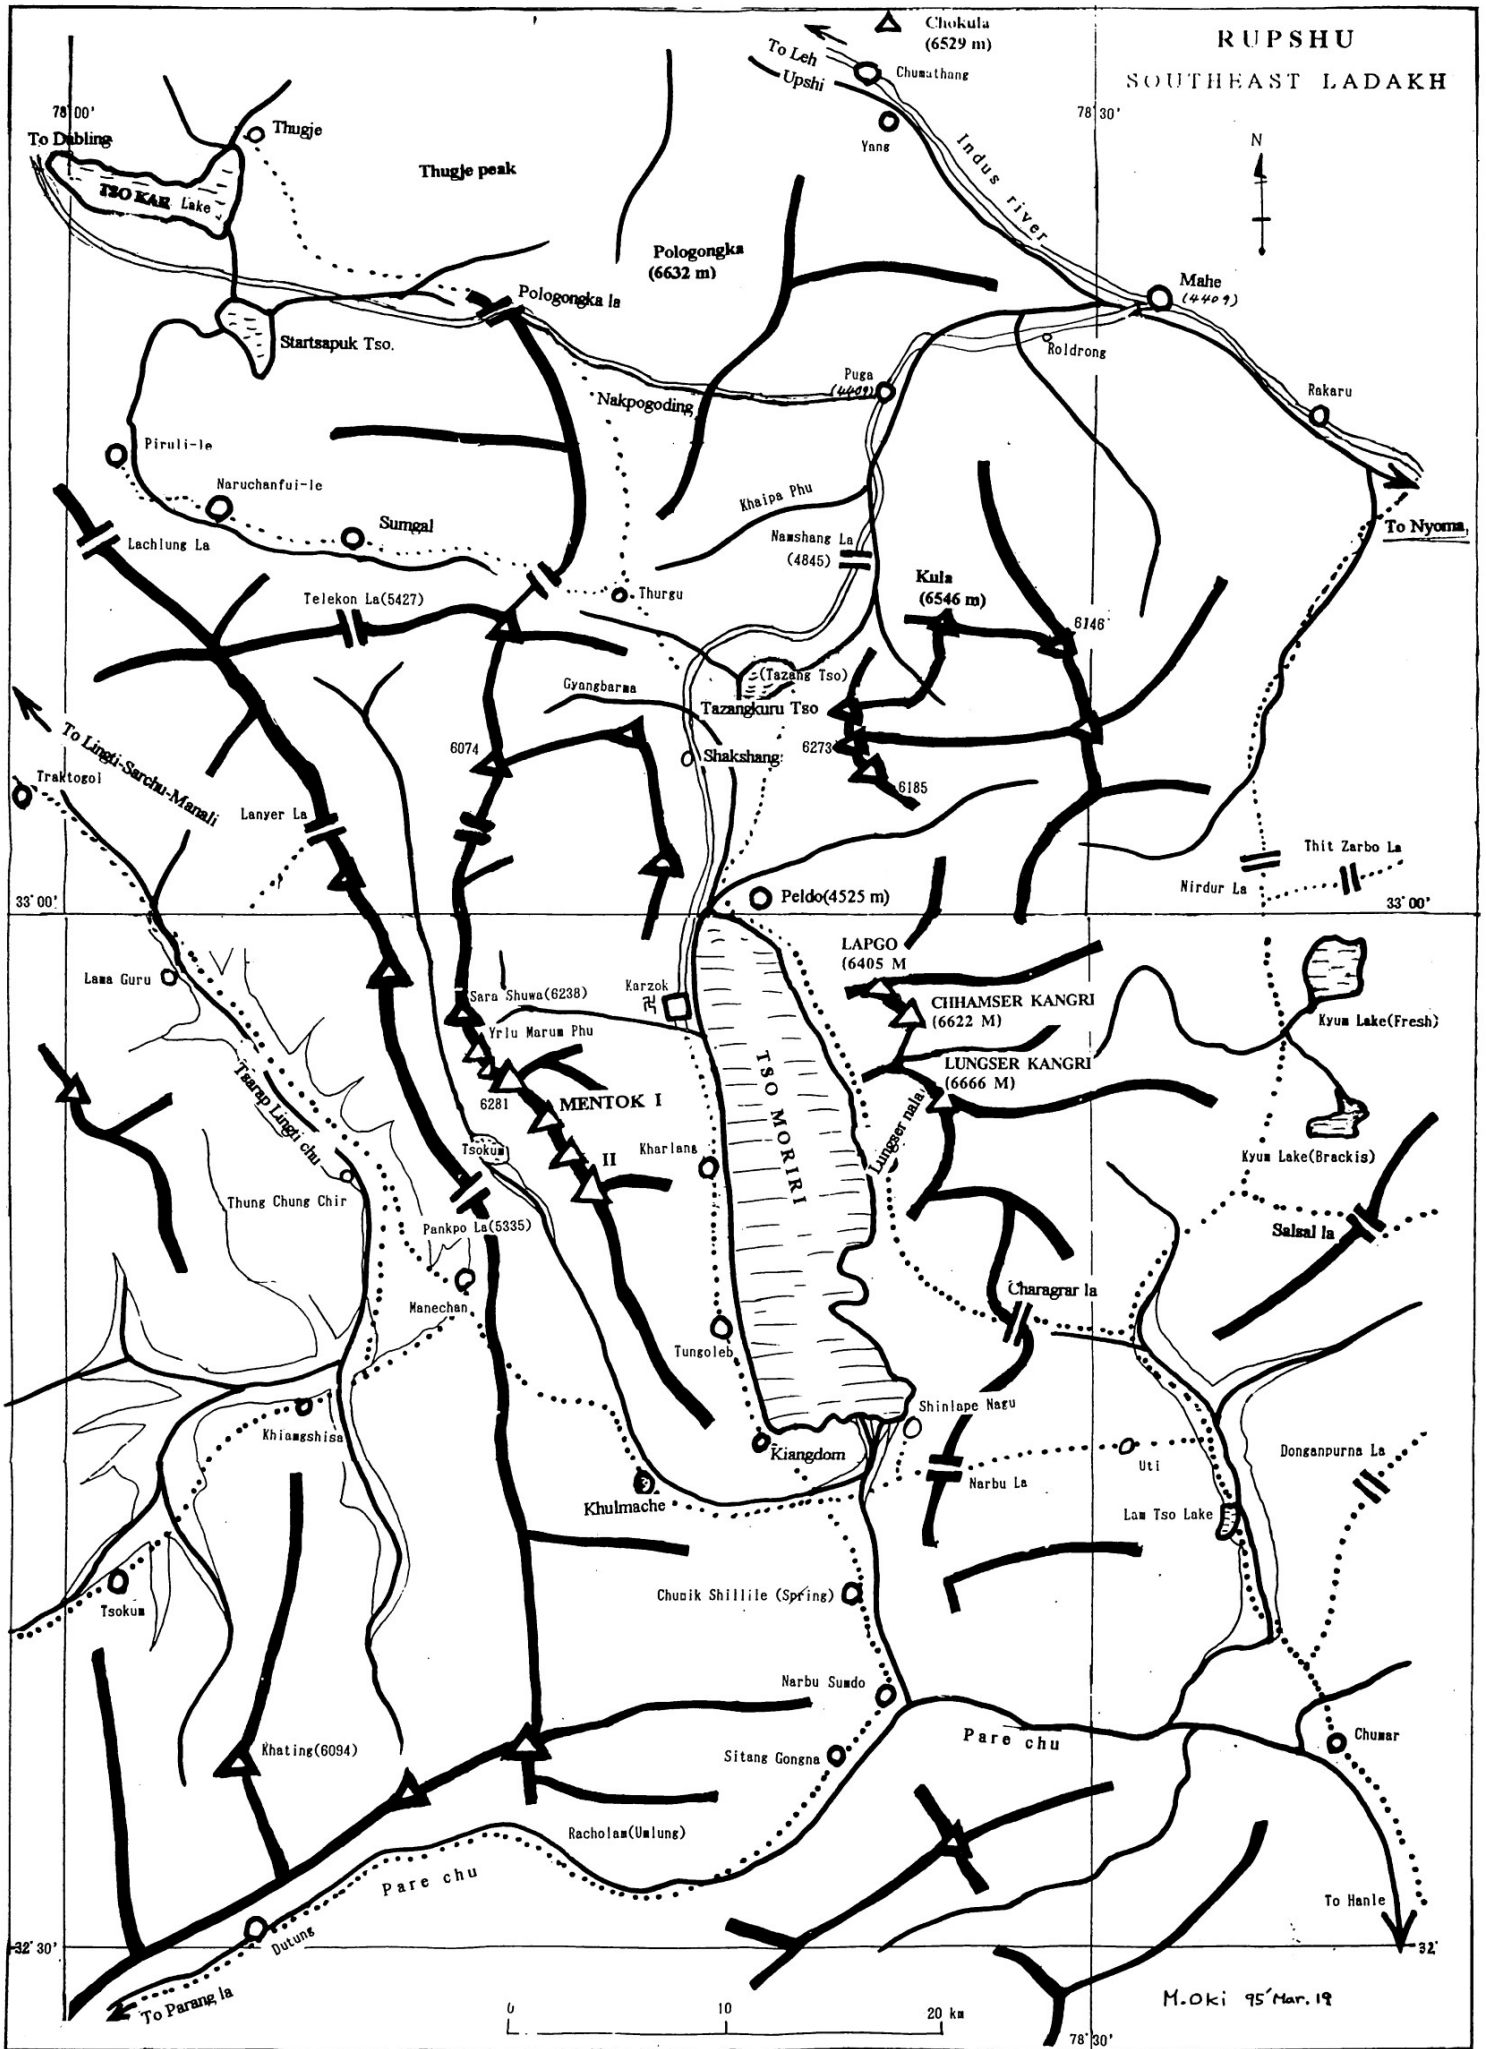 Chokula
(6529 m)
RUPSHU
SOUTHEAST LADAKH
To Leh
Upshi
Chumathang
78°00'
78°30'
To Dabling
Thugje
Yang
Indus river
N
Thugje peak
TSO KAR Lake
Pologongka
(6632 m)
Mahe
(4409)
Pologongka la
Startsapuk Tso.
Roldrong
Puga
(4409)
Rakaru
Nakpogoding
Piruli-le
Naruchanfui-le
Khaipa Phu
Sumgal
To Nyoma,
Lachlung La
Namshang La
(4845)
Kula
(6546 m)
Telekon La(5427)
Thurgu
6146
(Tazang Tso)
Gyangbarma
Tazangkuru Tso
To Lingti-Sarchu-Manali
6074
6273
Shakshang
Traktogol
6185
Lanyer La
Thit Zarbo La
Nirdur La
Peldo(4525 m)
33°00'
33°00'
LAPGO
(6405 M
Lama Guru
Karzok
卐
Sara Shuwa(6238)
CHHAMSER KANGRI
(6622 M)
Kyum Lake(Fresh)
Yrlu Marum Phu
TSO MORIRI
LUNGSER KANGRI
(6666 M)
Tsarap Lingti chu
6281
MENTOK I
Lungser nala
Tsokum
Kharlang
II
Kyum Lake(Brackis)
Thung Chung Chir
Pankpo La(5335)
Salsal la
Charagrar la
Manechan
Tungoleb
Shinlape Nagu
Khiamgshisa
Kiangdom
Uti
Donganpurna La
Narbu La
Khulmache
Lam Tso Lake
Chumik Shillile (Spring)
Tsokum
Narbu Sumdo
Pare chu
Chumar
Khating(6094)
Sitang Gongna
Racholam(Umlung)
Pare chu
To Hanle
Dutung
32°30'
32°
To Parang la
0 10 20 km
M.Oki 95'Mar.19
78°30'